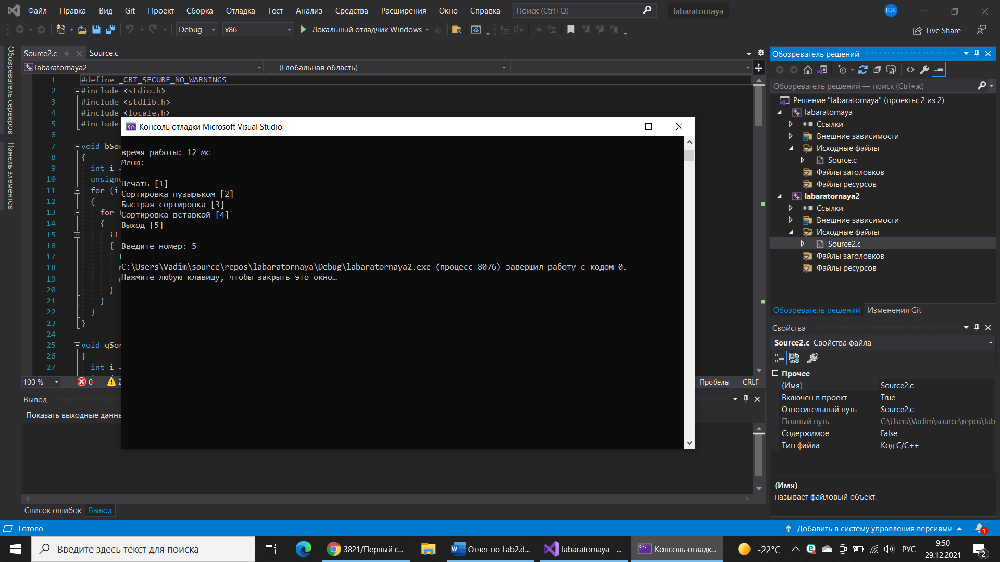 Файл Правка Вид Git Проект Сборка Отладка Тест Анализ Средства Расширения Окно Справка Поиск (Ctrl+Q) labaratornaya ВЖ
Debug x86 Локальный отладчик Windows Live Share
Обозреватель серверов
Панель элементов
Source2.c Source.c
labaratornaya2 (Глобальная область)
1 #define _CRT_SECURE_NO_WARNINGS
2 #include <stdio.h>
3 #include <stdlib.h>
4 #include <locale.h>
5 #include
6
7 void bSor
8 {
9 int i =
10 unsigne
11 for (i
12 {
13 for (
14 {
15 if
16 {
17
18
19
20 }
21 }
22 }
23 }
24
25 void qSor
26 {
27 int i =
100 % 0 2 Пробелы CRLF
Консоль отладки Microsoft Visual Studio
время работы: 12 мс
Меню:
Печать [1]
Сортировка пузырьком [2]
Быстрая сортировка [3]
Сортировка вставкой [4]
Выход [5]
Введите номер: 5
C:\Users\Vadim\source\repos\labaratornaya\Debug\labaratornaya2.exe (процесс 8076) завершил работу с кодом 0.
Нажмите любую клавишу, чтобы закрыть это окно…
Вывод
Показать выходные данны
Список ошибок Вывод
Обозреватель решений
Обозреватель решений — поиск (Ctrl+ж)
Решение "labaratornaya" (проекты: 2 из 2)
labaratornaya
Ссылки
Внешние зависимости
Исходные файлы
Source.c
Файлы заголовков
Файлы ресурсов
labaratornaya2
Ссылки
Внешние зависимости
Исходные файлы
Source2.c
Файлы заголовков
Файлы ресурсов
Обозреватель решений Изменения Git
Свойства
Source2.c Свойства файла
Прочее
(Имя) Source2.c
Включен в проект True
Относительный путь Source2.c
Полный путь C:\Users\Vadim\source\repos\lab
Содержимое False
Тип файла Код C/C++
(Имя)
называет файловый объект.
Готово Добавить в систему управления версиями 1
Введите здесь текст для поиска 3821/Первый с... Отчёт по Lab2.d... labaratornaya - ... Консоль отладк... -22°C РУС 9:50
29.12.2021 2